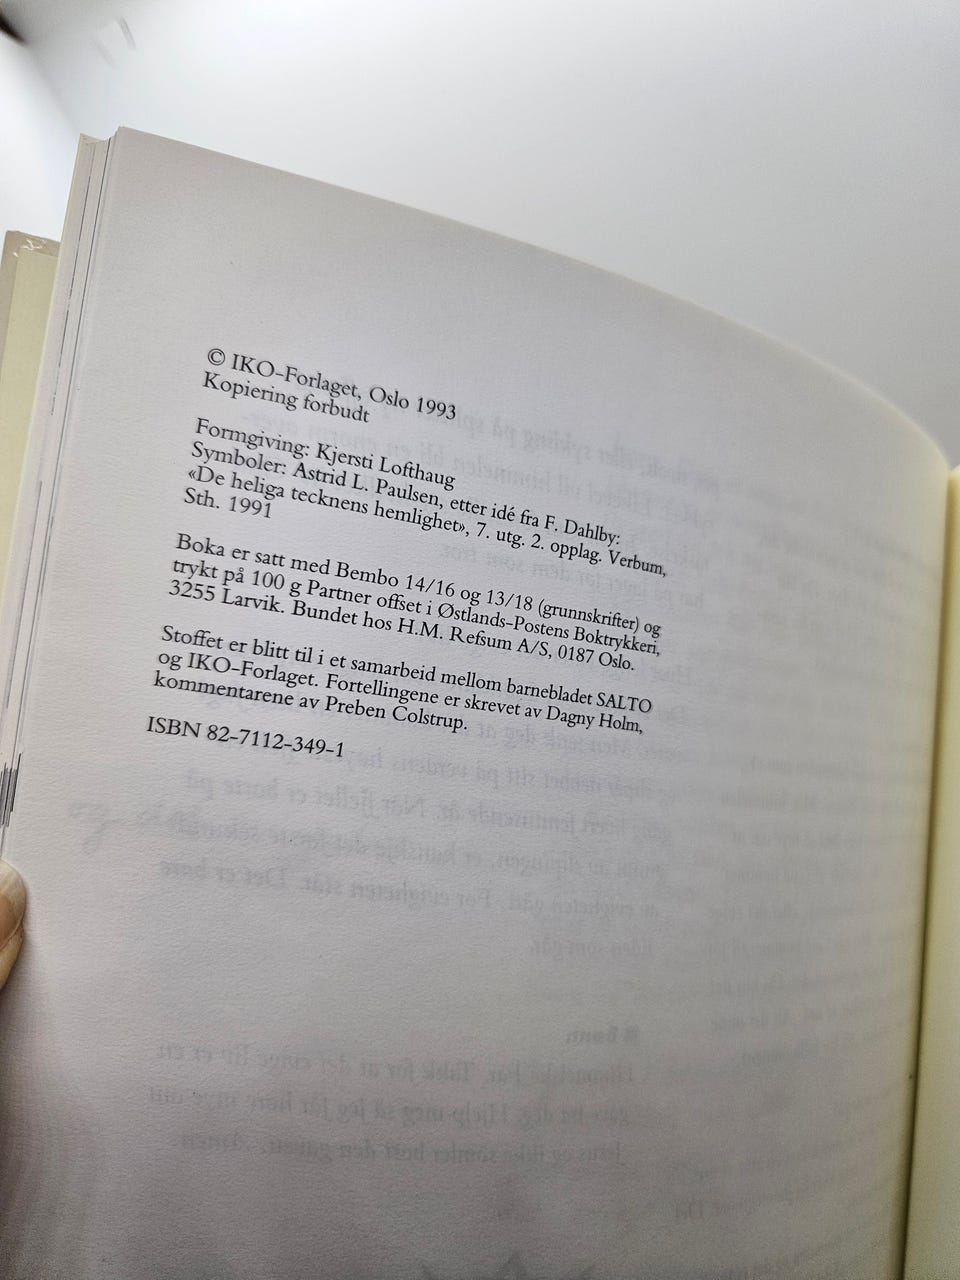 © IKO-Forlaget, Oslo 1993
Kopiering forbudt
Formgiving: Kjersti Lofthaug
Symboler: Astrid L. Paulsen, etter idé fra F. Dahlby:
«De heliga tecknens hemlighet», 7. utg. 2. opplag. Verbum,
Sth. 1991
Boka er satt med Bembo 14/16 og 13/18 (grunnskrifter) og
trykt på 100 g Partner offset i Østlands-Postens Boktrykkeri,
3255 Larvik. Bundet hos H.M. Refsum A/S, 0187 Oslo.
Stoffet er blitt til i et samarbeid mellom barnebladet SALTO
og IKO-Forlaget. Fortellingene er skrevet av Dagny Holm,
kommentarene av Preben Colstrup.
ISBN 82-7112-349-1